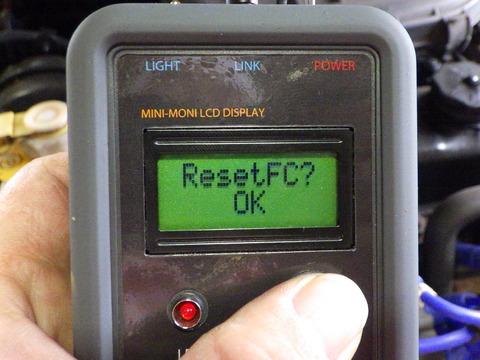 LIGHT LINK POWER
MINI-MONI LCD DISPLAY
ResetFC?
OK